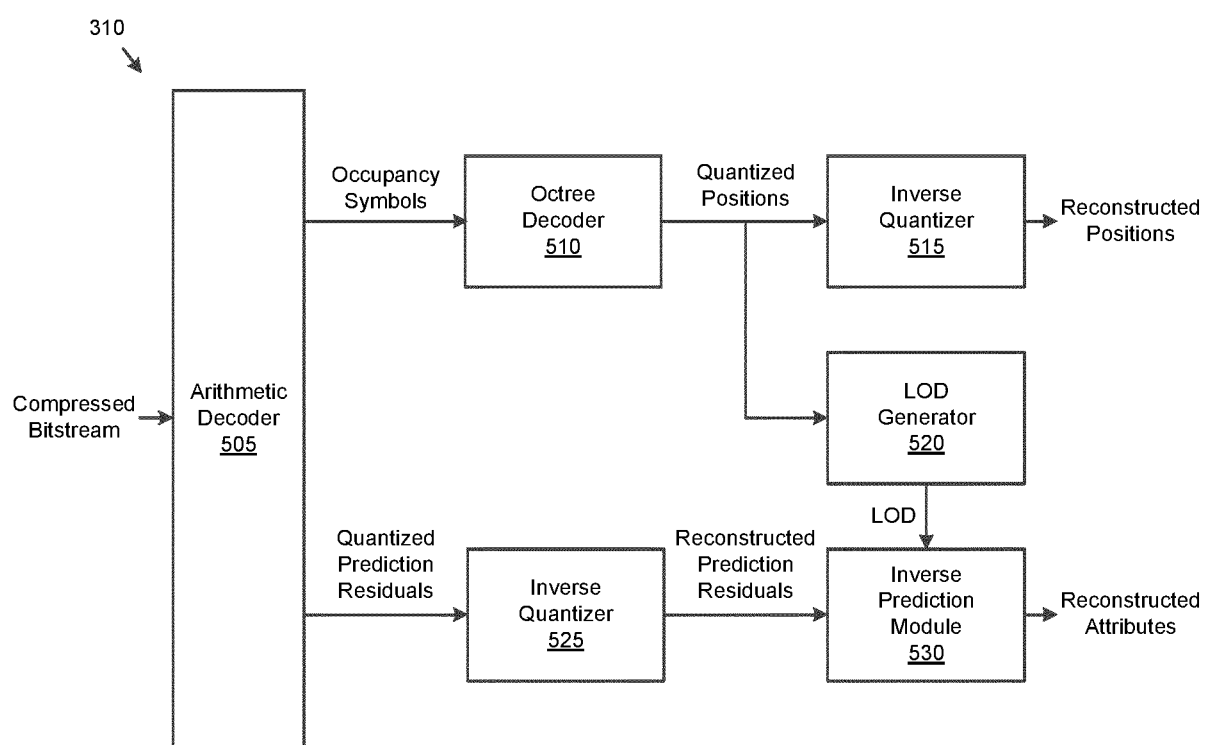 310
Occupancy
Symbols
Octree
Decoder
510
Quantized
Positions
Inverse
Quantizer
515
Reconstructed
Positions
Compressed
Bitstream
Arithmetic
Decoder
505
LOD
Generator
520
LOD
Quantized
Prediction
Residuals
Inverse
Quantizer
525
Reconstructed
Prediction
Residuals
Inverse
Prediction
Module
530
Reconstructed
Attributes